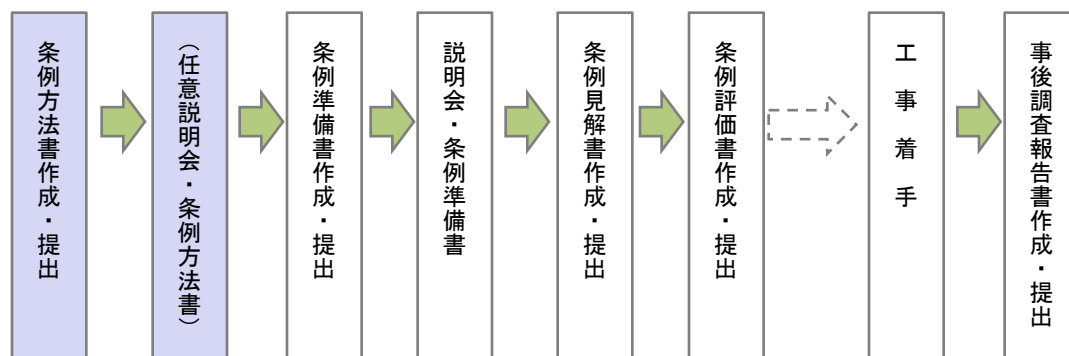 条例方法書作成・提出
（任意説明会・条例方法書）
条例準備書作成・提出
説明会・条例準備書
条例見解書作成・提出
条例評価書作成・提出
工事着手
事後調査報告書作成・提出